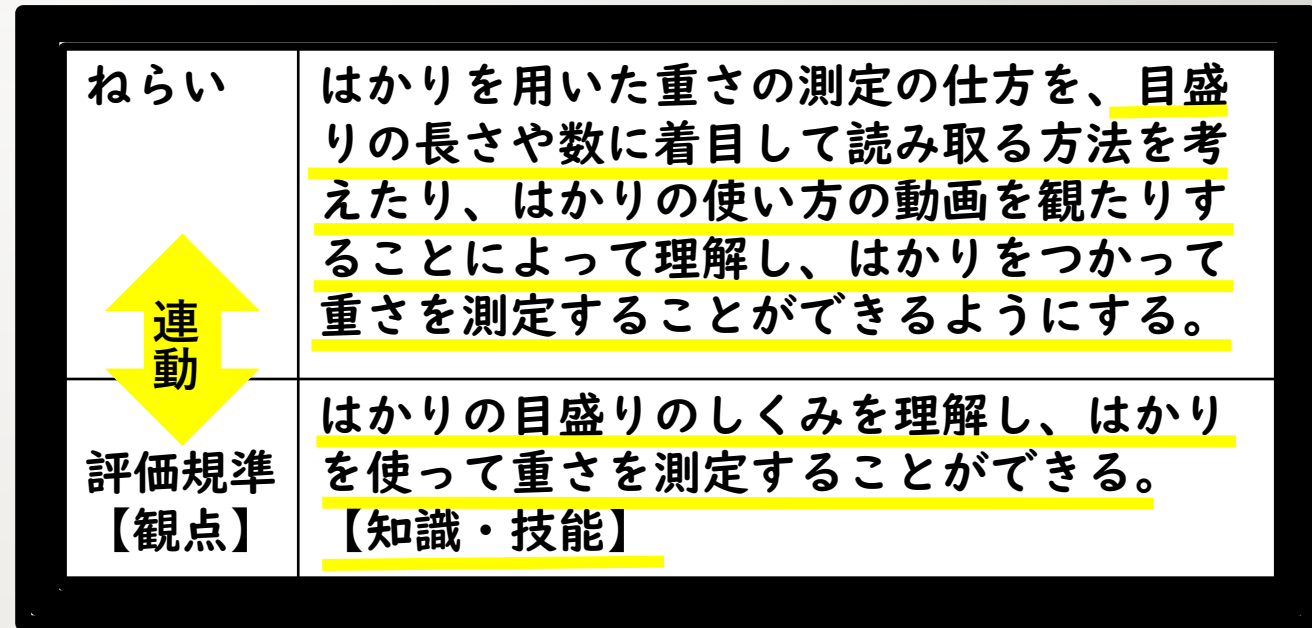 ねらい
はかりを用いた重さの測定の仕方を、目盛
りの長さや数に着目して読み取る方法を考
えたり、はかりの使い方の動画を観たりす
ることによって理解し、はかりをつかって
重さを測定することができるようにする。
連動
評価規準
【観点】
はかりの目盛りのしくみを理解し、はかり
を使って重さを測定することができる。
【知識・技能】